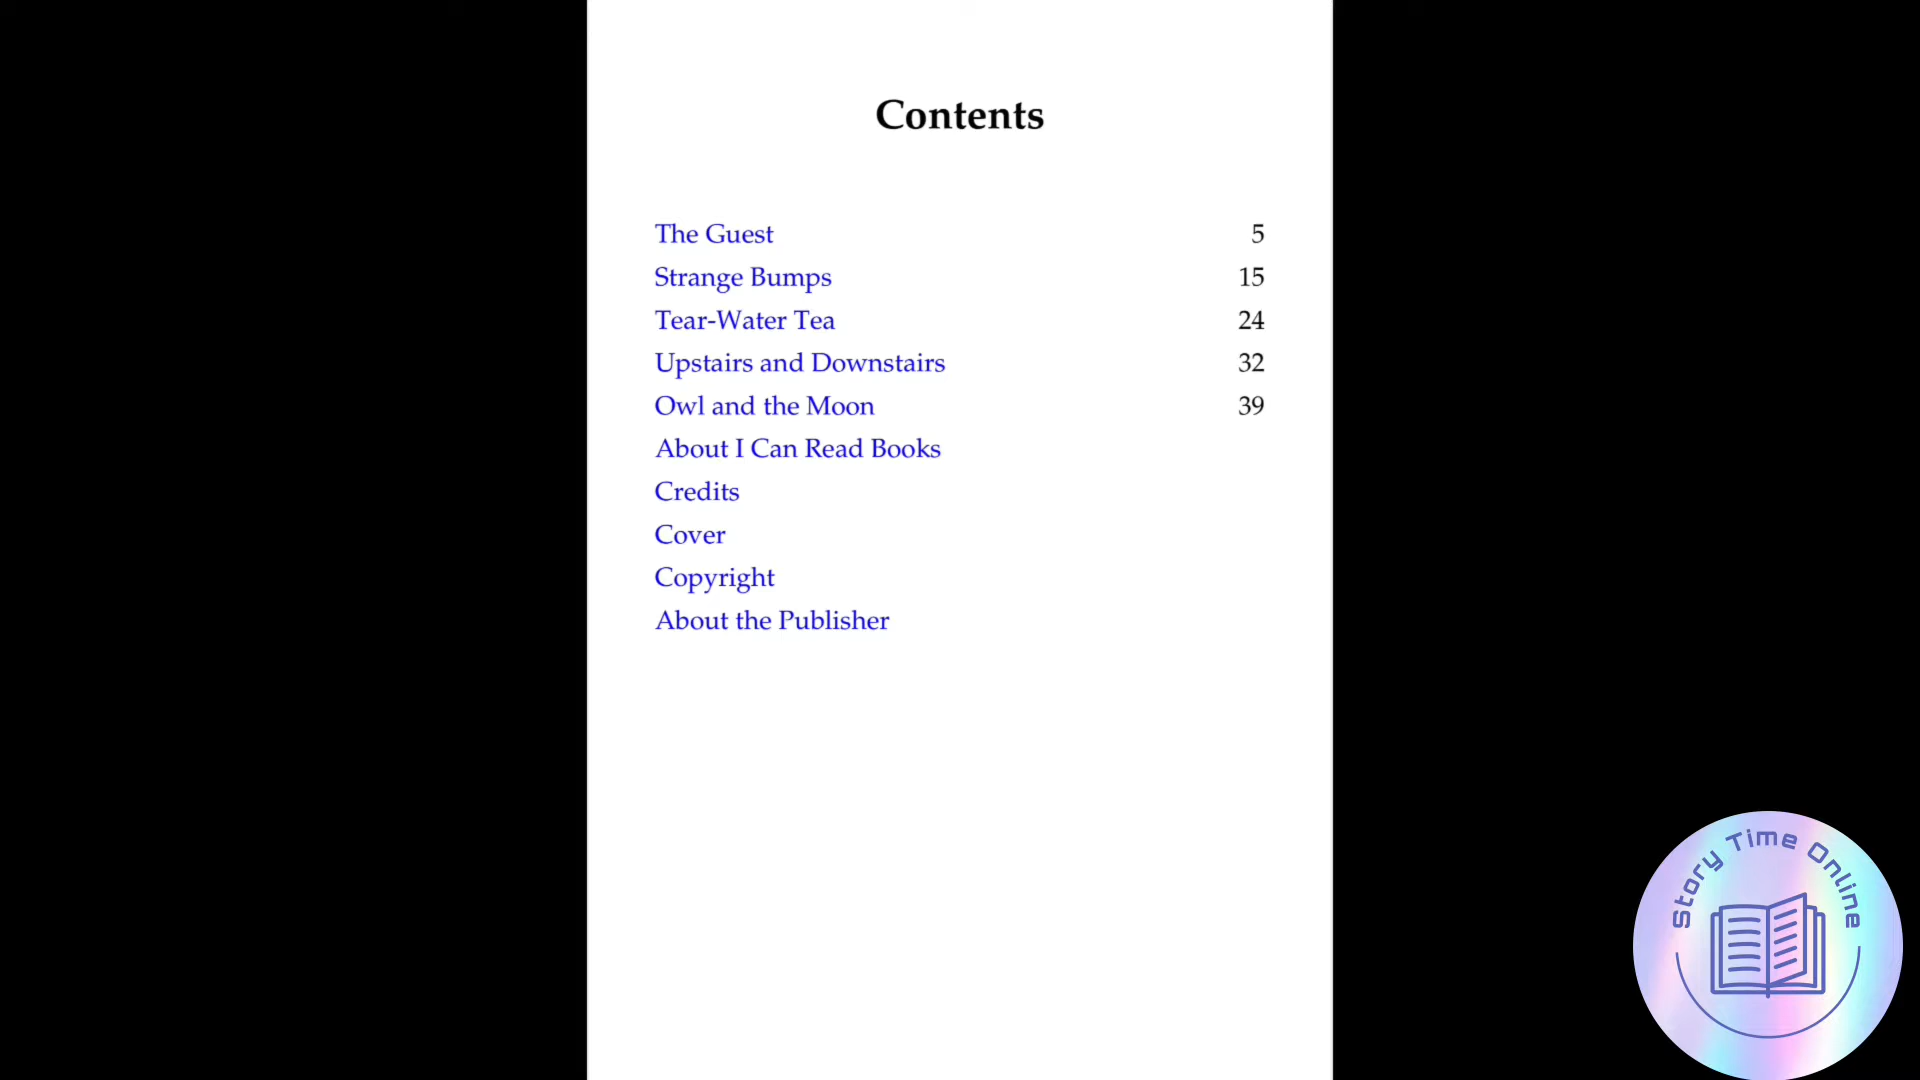 Contents
The Guest 5
Strange Bumps 15
Tear-Water Tea 24
Upstairs and Downstairs 32
Owl and the Moon 39
About I Can Read Books
Credits
Cover
Copyright
About the Publisher
Story Time Online